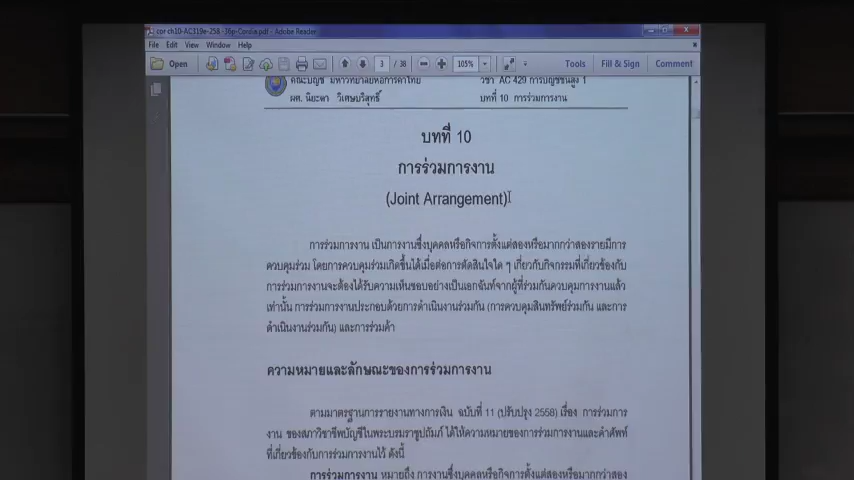 cpr-ch10-AC319e-258.-36p-Cordia.pdf - Adobe Reader
File Edit View Window Help
Open 3 / 38 105% Tools Fill & Sign Comment
คณะบัญชี มหาวิทยาลัยหอการค้าไทย วิชา AC 429 การบัญชีขั้นสูง 1
ผศ. นิยะดา วิเศษบริสุทธิ์ บทที่ 10 การร่วมการงาน
บทที่ 10
การร่วมการงาน
(Joint Arrangement)
การร่วมการงาน เป็นการงานซึ่งบุคคลหรือกิจการตั้งแต่สองหรือมากกว่าสองรายมีการ
ควบคุมร่วม โดยการควบคุมร่วมเกิดขึ้นได้เมื่อต่อการตัดสินใจใด ๆ เกี่ยวกับกิจกรรมที่เกี่ยวข้องกับ
การร่วมการงานจะต้องได้รับความเห็นชอบอย่างเป็นเอกฉันท์จากผู้ที่ร่วมกันควบคุมการงานแล้ว
เท่านั้น การร่วมการงานประกอบด้วยการดำเนินงานร่วมกัน (การควบคุมสินทรัพย์ร่วมกัน และการ
ดำเนินงานร่วมกัน) และการร่วมค้า
ความหมายและลักษณะของการร่วมการงาน
ตามมาตรฐานการรายงานทางการเงิน ฉบับที่ 11 (ปรับปรุง 2558) เรื่อง การร่วมการ
งาน ของสภาวิชาชีพบัญชีในพระบรมราชูปถัมภ์ ได้ให้ความหมายของการร่วมการงานและคำศัพท์
ที่เกี่ยวข้องกับการร่วมการงานไว้ ดังนี้
การร่วมการงาน หมายถึง การงานซึ่งบุคคลหรือกิจการตั้งแต่สองหรือมากกว่าสอง